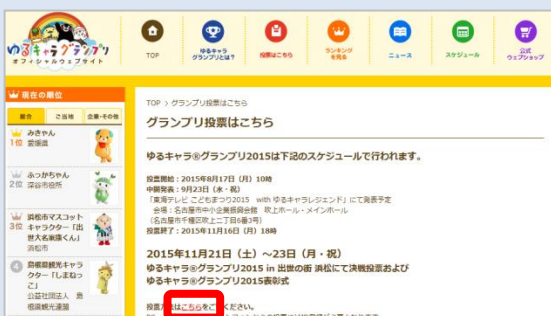 ゆるキャラグランプリ
オフィシャルウェブサイト
TOP
ゆるキャラ
グランプリとは?
投票はこちら
ランキング
を見る
ニュース
スケジュール
公式
ウェブショップ
現在の順位
総合
ご当地
企業・その他
1位
みきゃん
愛媛県
2位
ふっかちゃん
深谷市役所
3位
浜松市マスコット
キャラクター「出
世大名家康くん」
浜松市
4
島根県観光キャラ
クター「しまねっ
こ」
公益社団法人 島
根県観光連盟
TOP > グランプリ投票はこちら
グランプリ投票はこちら
ゆるキャラ®グランプリ2015は下記のスケジュールで行われます。
投票開始:2015年8月17日(月)10時
中間発表:9月23日(水・祝)
「東海テレビ こどもまつり2015 with ゆるキャラレジェンド」にて発表予定
会場:名古屋市中小企業振興会館 吹上ホール・メインホール
(名古屋市千種区吹上二丁目6番3号)
投票終了:2015年11月16日(月)18時
2015年11月21日(土)~23日(月・祝)
ゆるキャラ®グランプリ2015 in 出世の街 浜松にて決戦投票および
ゆるキャラ®グランプリ2015表彰式
投票方法はこちらをご ください。